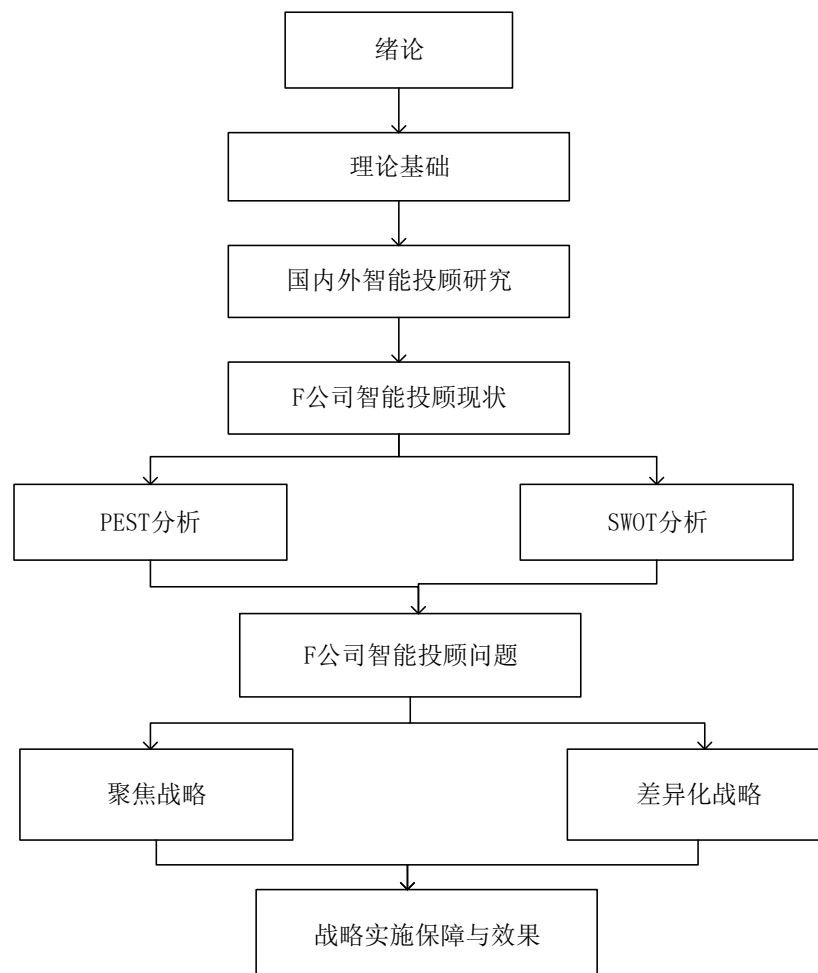 绪论
理论基础
国内外智能投顾研究
F公司智能投顾现状
PEST分析
SWOT分析
F公司智能投顾问题
聚焦战略
差异化战略
战略实施保障与效果